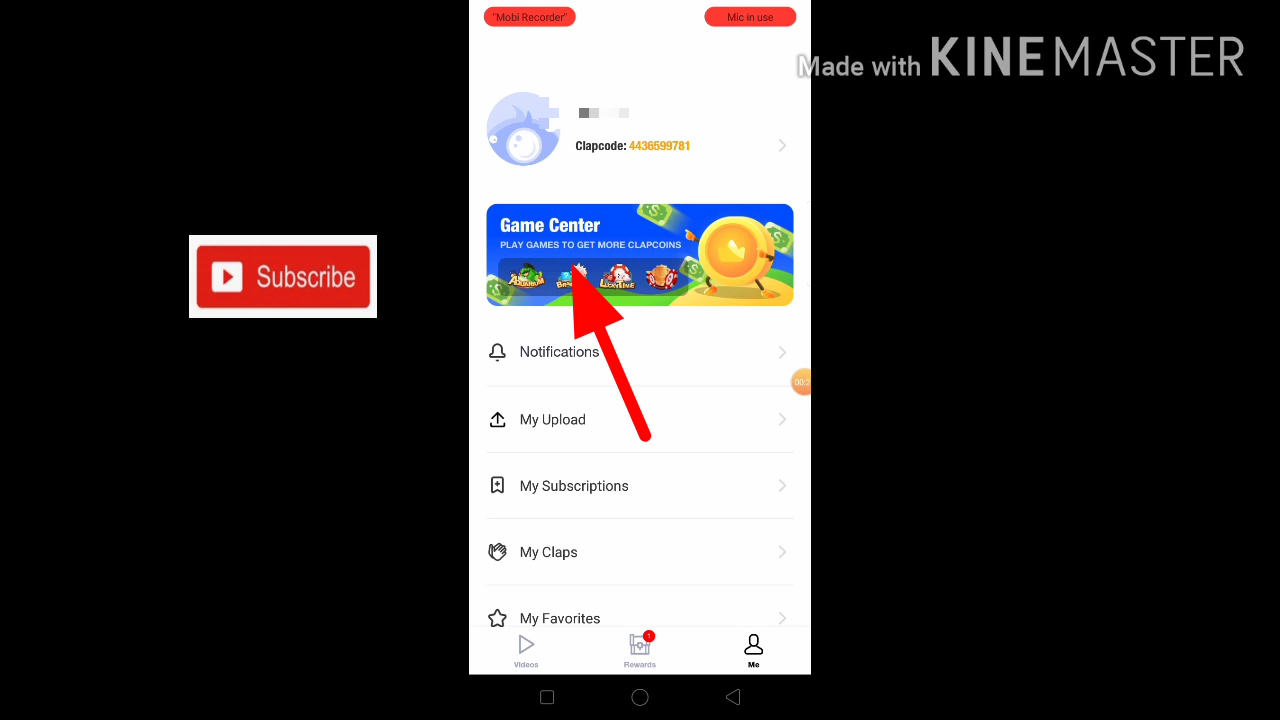 "Mobi Recorder"
Mic in use
Made with KINEMASTER
Clapcode: 4436599781
Game Center
PLAY GAMES TO GET MORE CLAPCOINS
Subscribe
Notifications
My Upload
My Subscriptions
My Claps
My Favorites
1
Videos
Rewards
Me